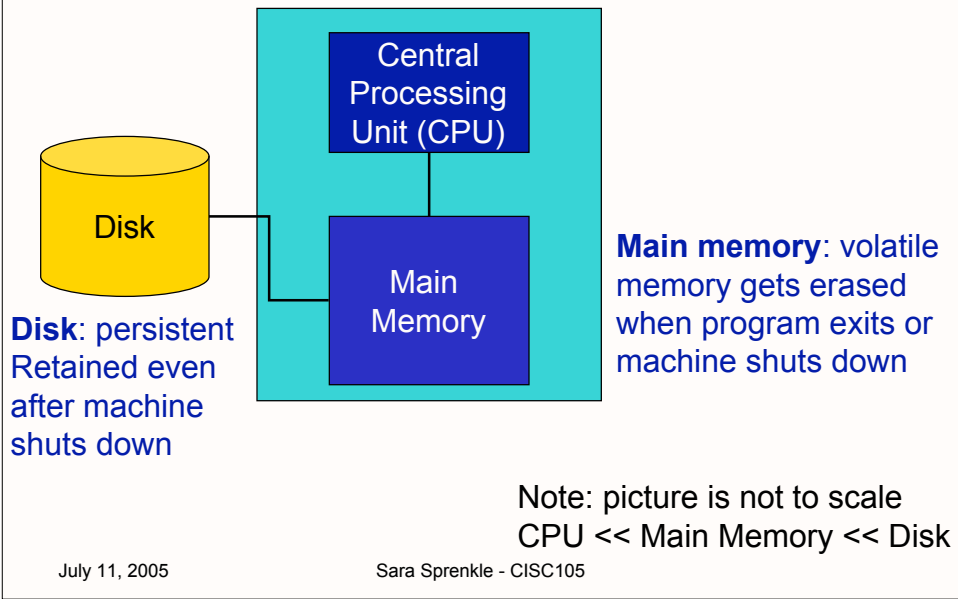 Central
Processing
Unit (CPU)
Disk
Main
Memory
Main memory: volatile
memory gets erased
when program exits or
machine shuts down
Disk: persistent
Retained even
after machine
shuts down
Note: picture is not to scale
CPU << Main Memory << Disk
July 11, 2005
Sara Sprenkle - CISC105